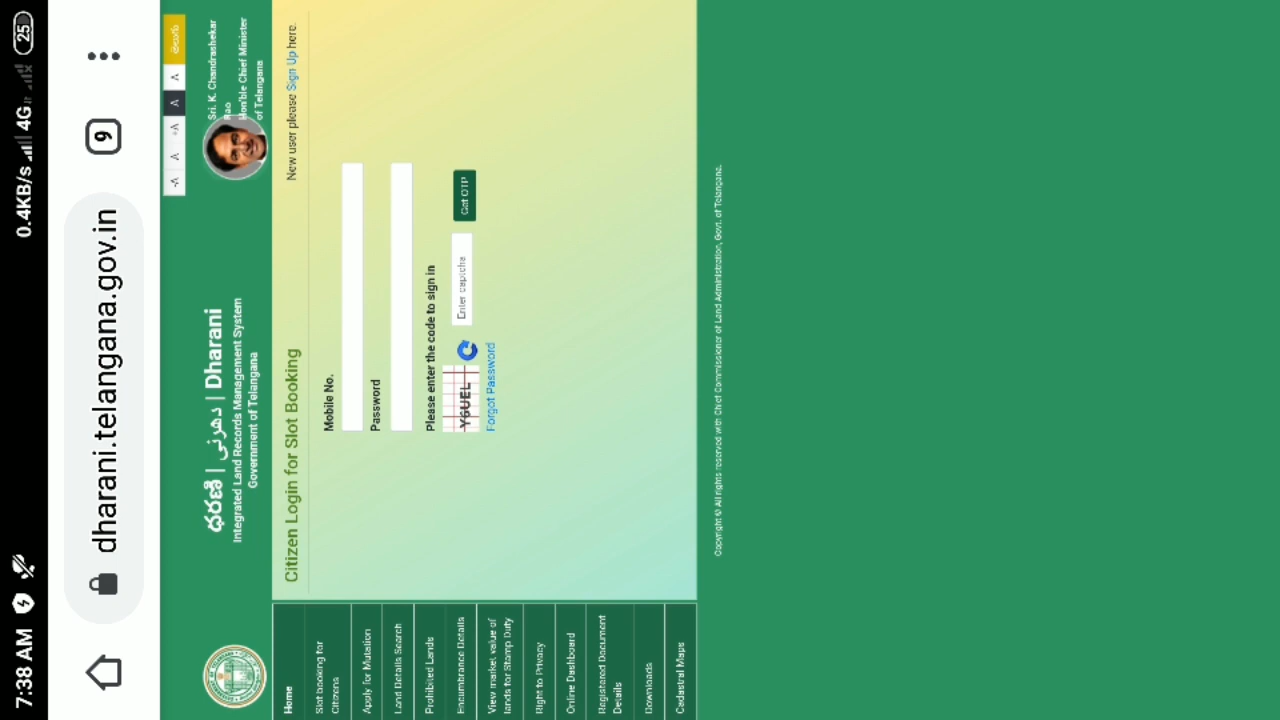 7:38 AM
0.4KB/s
4G
25
dharani.telangana.gov.in
9
-A A +A A A తెలుగు
ధరణి | دھرنی | Dharani
Integrated Land Records Management System
Government of Telangana
Sri. K. Chandrashekar
Rao
Hon'ble Chief Minister
of Telangana
Home
Slot booking for
Citizens
Apply for Mutation
Land Details Search
Prohibited Lands
Encumbrance Details
View market value of
lands for Stamp Duty
Right to Privacy
Online Dashboard
Registered Document
Details
Downloads
Cadastral Maps
Citizen Login for Slot Booking
New user please Sign Up here.
Mobile No.
Password
Please enter the code to sign in
Y6UEL
Enter captcha
Get OTP
Forgot Password
Copyright © All rights reserved with Chief Commissioner of Land Administration, Govt. of Telangana.